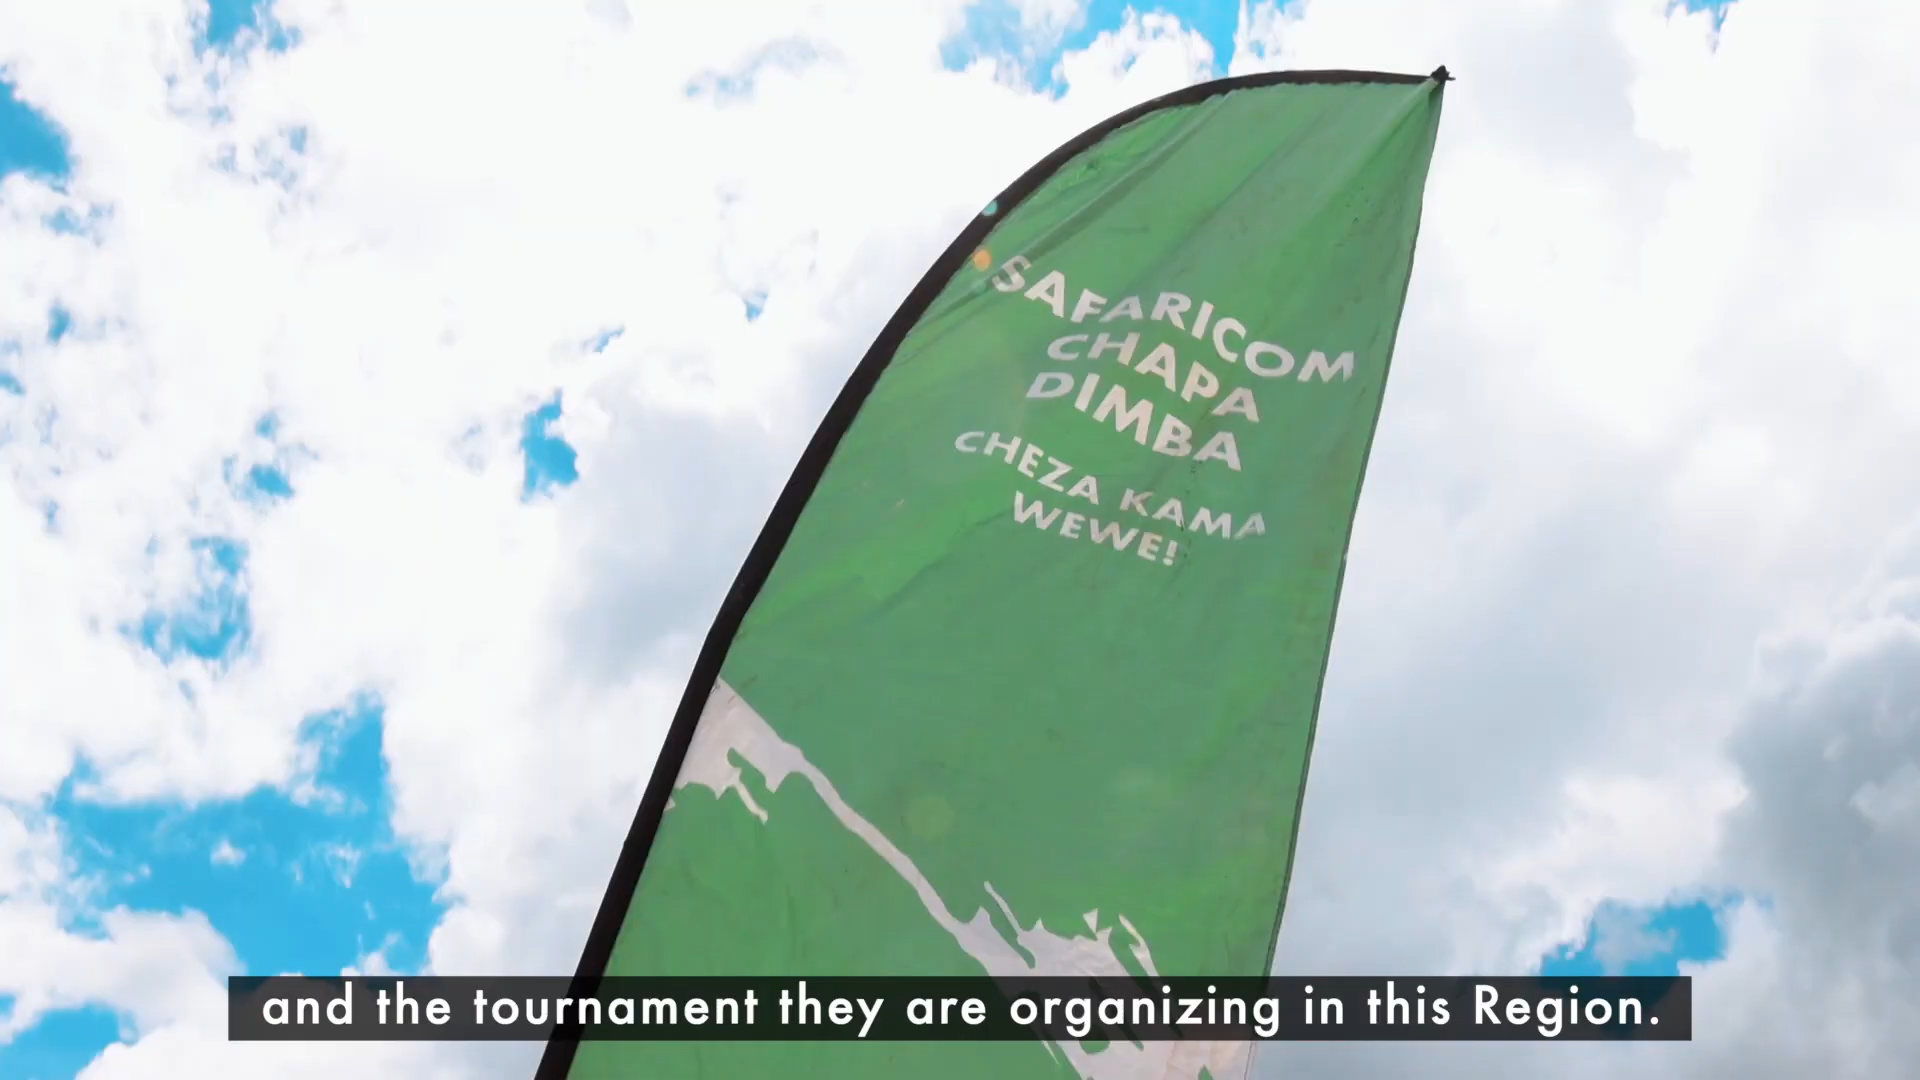 SAFARICOM
CHAPA
DIMBA
CHEZA KAMA
WEWE!
and the tournament they are organizing in this Region.